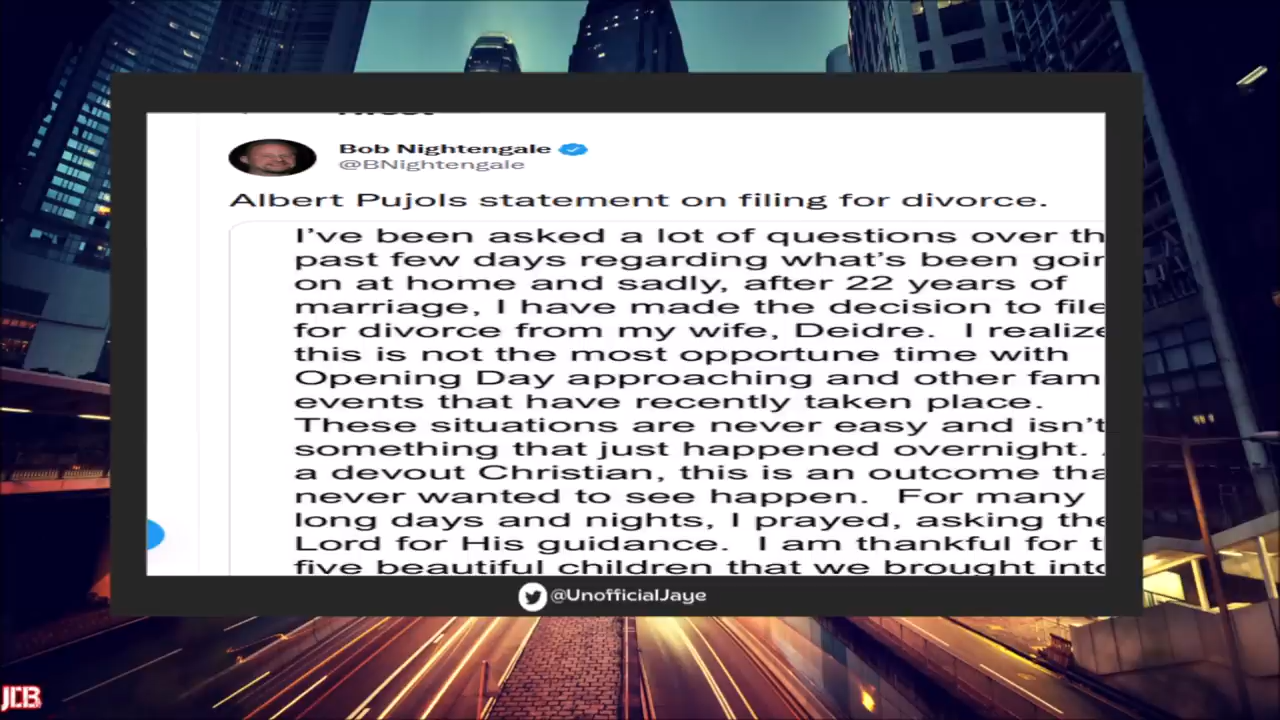 Bob Nightengale
@BNightengale
Albert Pujols statement on filing for divorce.
I've been asked a lot of questions over th
past few days regarding what's been goin
on at home and sadly, after 22 years of
marriage, I have made the decision to file
for divorce from my wife, Deidre. I realize
this is not the most opportune time with
Opening Day approaching and other fam
events that have recently taken place.
These situations are never easy and isn't
something that just happened overnight.
a devout Christian, this is an outcome tha
never wanted to see happen. For many
long days and nights, I prayed, asking the
Lord for His guidance. I am thankful for t
five beautiful children that we brought into
@UnofficialJaye
JCB